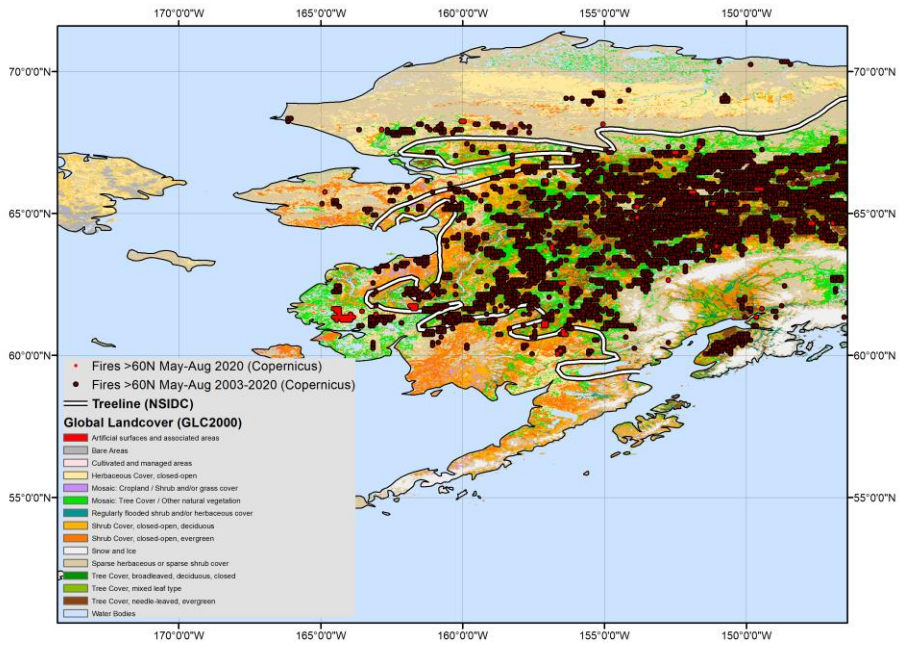 170°0'0"W 165°0'0"W 160°0'0"W 155°0'0"W 150°0'0"W
70°0'0"N 70°0'0"N
65°0'0"N 65°0'0"N
60°0'0"N 60°0'0"N
Fires >60N May-Aug 2020 (Copernicus)
Fires >60N May-Aug 2003-2020 (Copernicus)
Treeline (NSIDC)
Global Landcover (GLC2000)
Artificial surfaces and associated areas
Bare Areas
Cultivated and managed areas
Herbaceous Cover, closed-open
Mosaic: Cropland / Shrub and/or grass cover
55°0'0"N 55°0'0"N
Mosaic: Tree Cover / Other natural vegetation
Regularly flooded shrub and/or herbaceous cover
Shrub Cover, closed-open, deciduous
Shrub Cover, closed-open, evergreen
Snow and Ice
Sparse herbaceous or sparse shrub cover
Tree Cover, broadleaved, deciduous, closed
Tree Cover, mixed leaf type
Tree Cover, needle-leaved, evergreen
Water Bodies
170°0'0"W 165°0'0"W 160°0'0"W 155°0'0"W 150°0'0"W